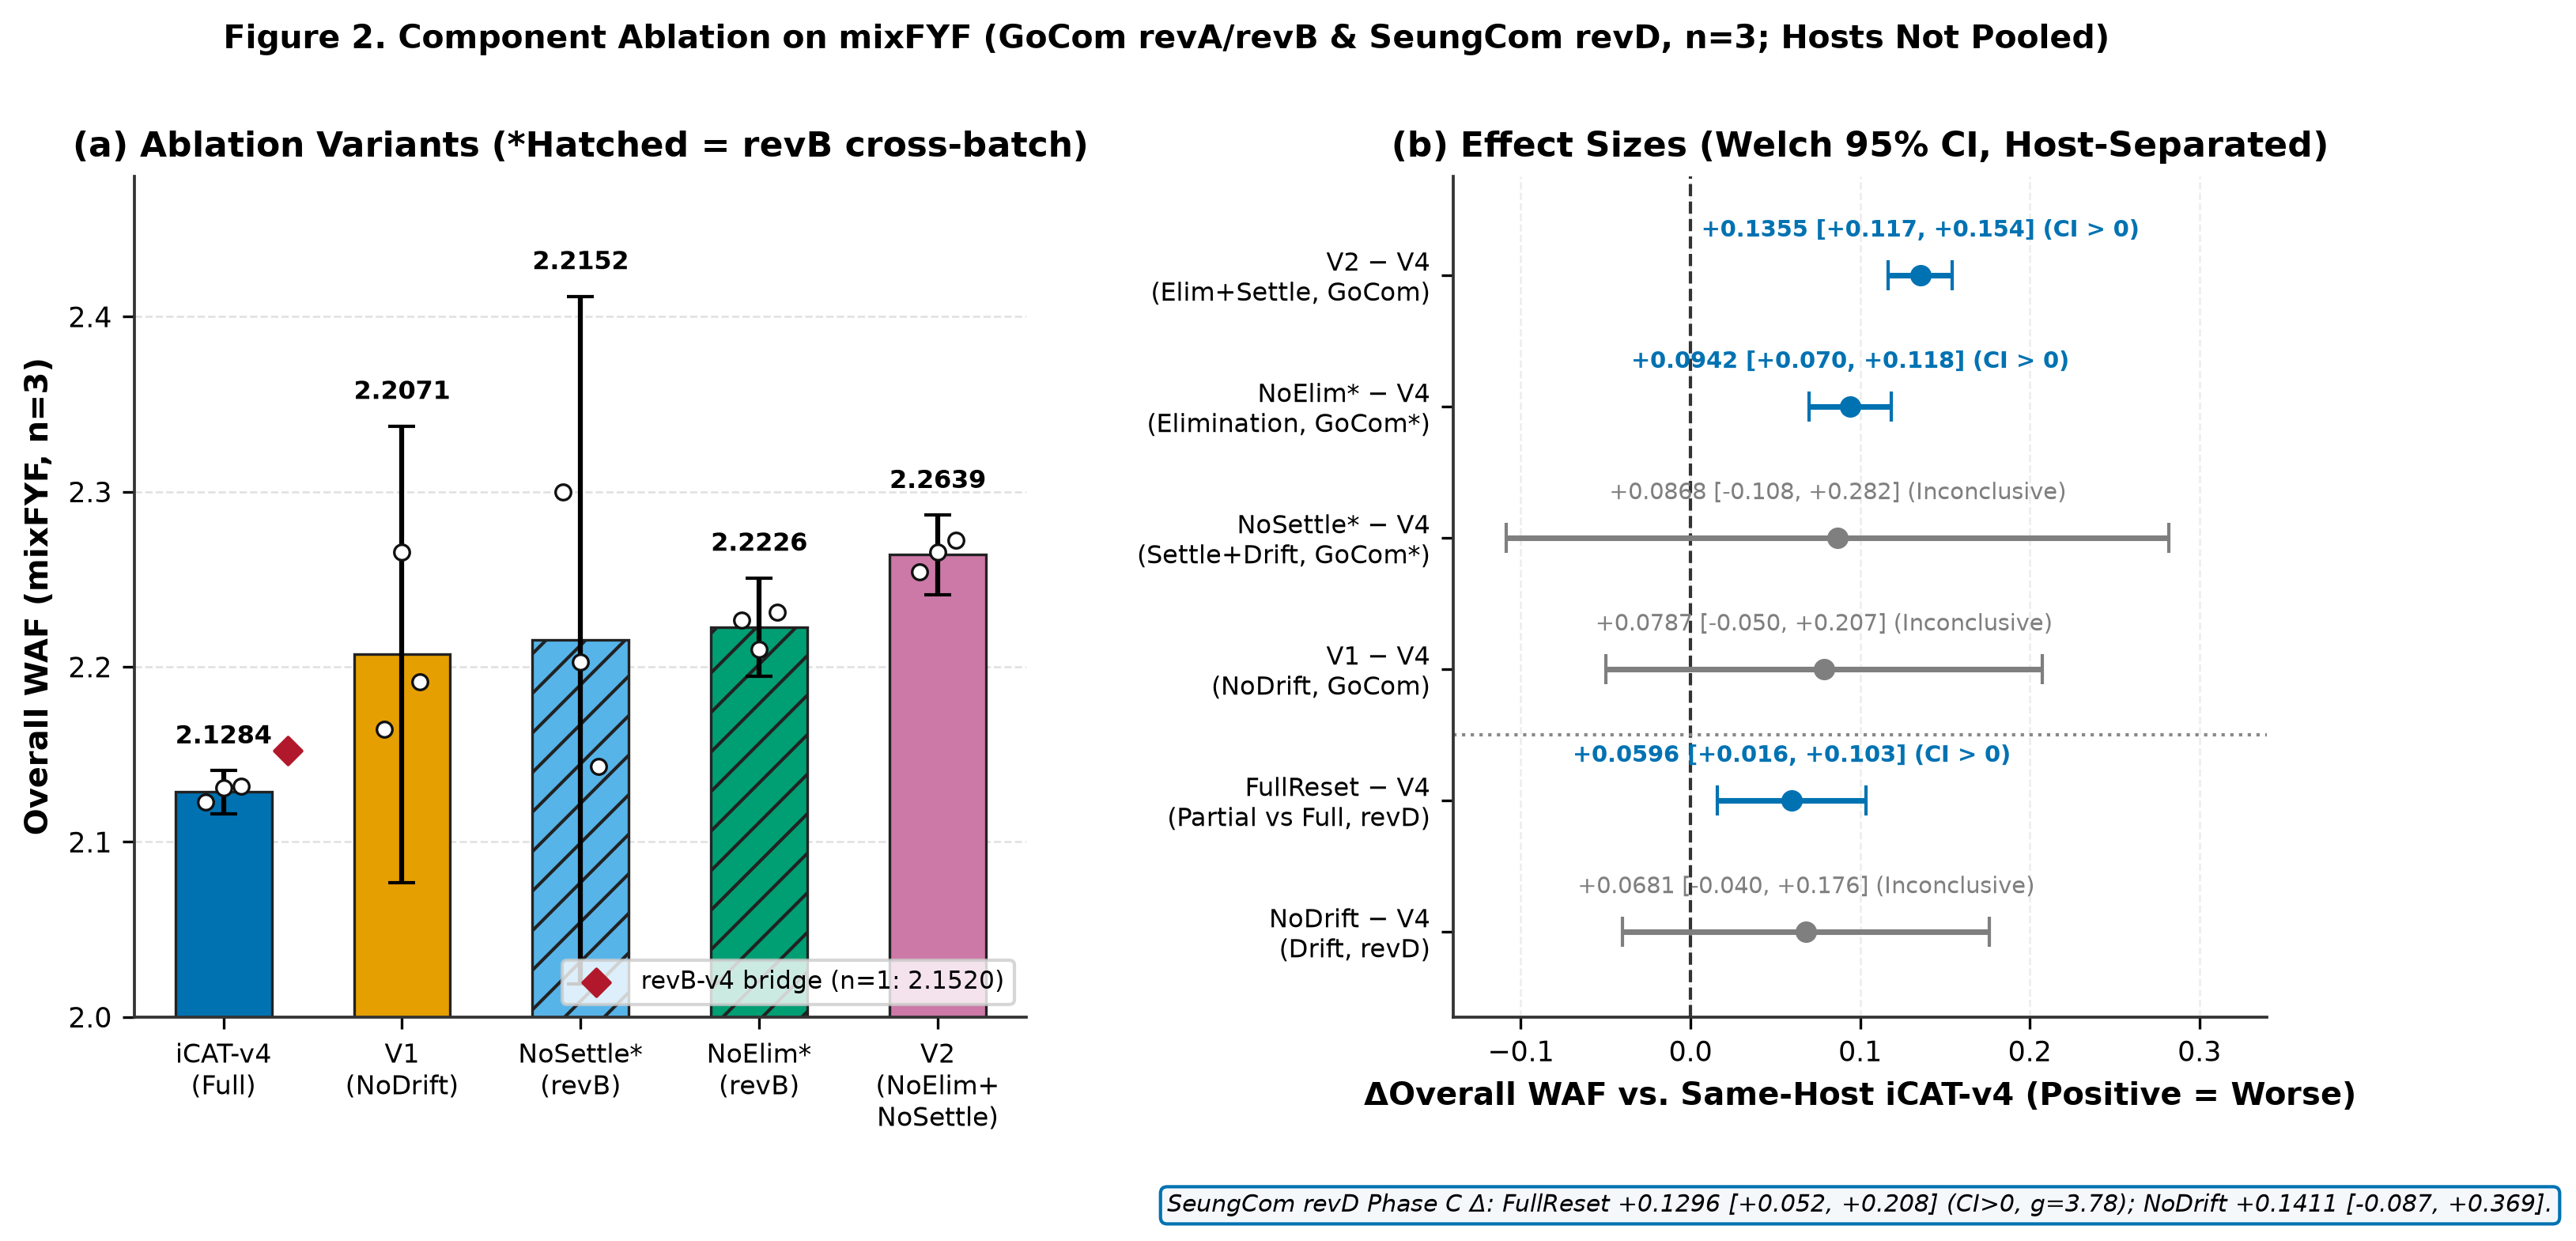 Figure 2. Component Ablation on mixFYF (GoCom revA/revB & SeungCom revD, n=3; Hosts Not Pooled)
(a) Ablation Variants (*Hatched = revB cross-batch)
Overall WAF (mixFYF, n=3)
2.4
2.3
2.2
2.1
2.0
2.1284
2.2071
2.2152
2.2226
2.2639
revB-v4 bridge (n=1: 2.1520)
iCAT-v4
(Full)
V1
(NoDrift)
NoSettle*
(revB)
NoElim*
(revB)
V2
(NoElim+
NoSettle)
(b) Effect Sizes (Welch 95% CI, Host-Separated)
+0.1355 [+0.117, +0.154] (CI > 0)
V2 − V4
(Elim+Settle, GoCom)
+0.0942 [+0.070, +0.118] (CI > 0)
NoElim* − V4
(Elimination, GoCom*)
+0.0868 [-0.108, +0.282] (Inconclusive)
NoSettle* − V4
(Settle+Drift, GoCom*)
+0.0787 [-0.050, +0.207] (Inconclusive)
V1 − V4
(NoDrift, GoCom)
+0.0596 [+0.016, +0.103] (CI > 0)
FullReset − V4
(Partial vs Full, revD)
+0.0681 [-0.040, +0.176] (Inconclusive)
NoDrift − V4
(Drift, revD)
−0.1
0.0
0.1
0.2
0.3
ΔOverall WAF vs. Same-Host iCAT-v4 (Positive = Worse)
SeungCom revD Phase C Δ: FullReset +0.1296 [+0.052, +0.208] (CI>0, g=3.78); NoDrift +0.1411 [-0.087, +0.369].